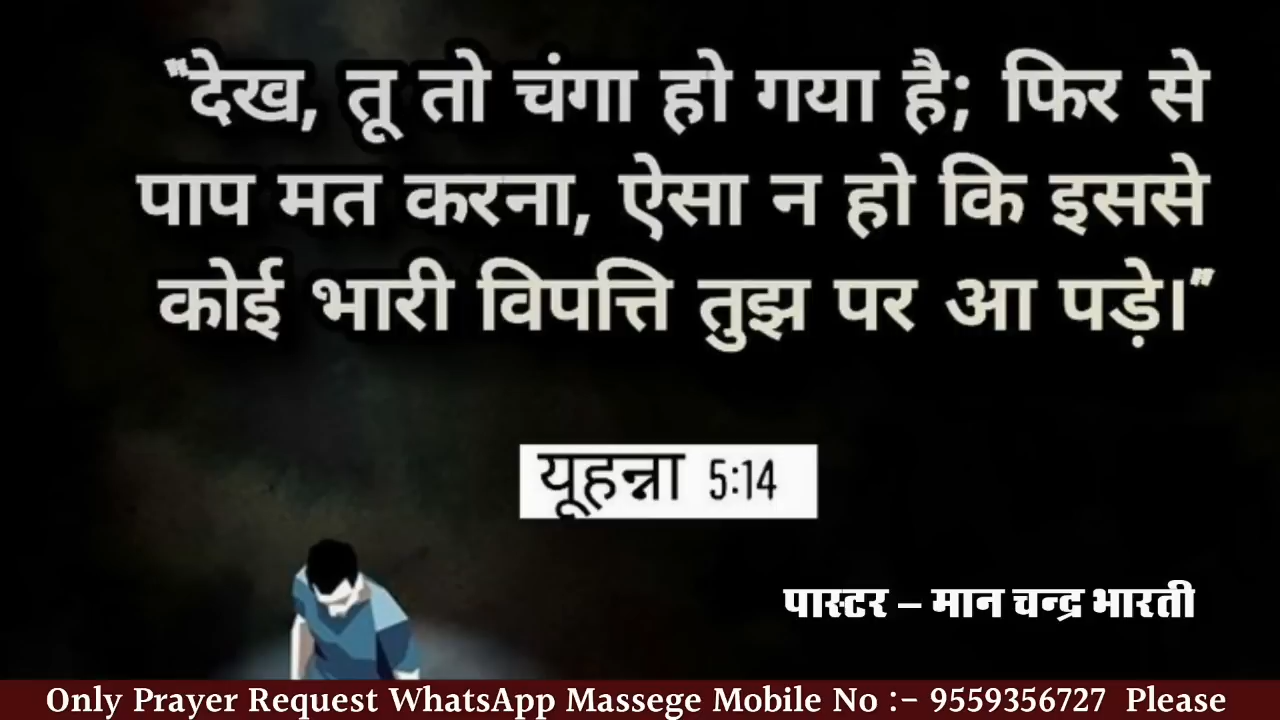 "देख, तू तो चंगा हो गया है; फिर से
पाप मत करना, ऐसा न हो कि इससे
कोई भारी विपत्ति तुझ पर आ पड़े।"
यूहन्ना 5:14
पास्टर – मान चन्द्र भारती
Only Prayer Request WhatsApp Massege Mobile No :- 9559356727 Please